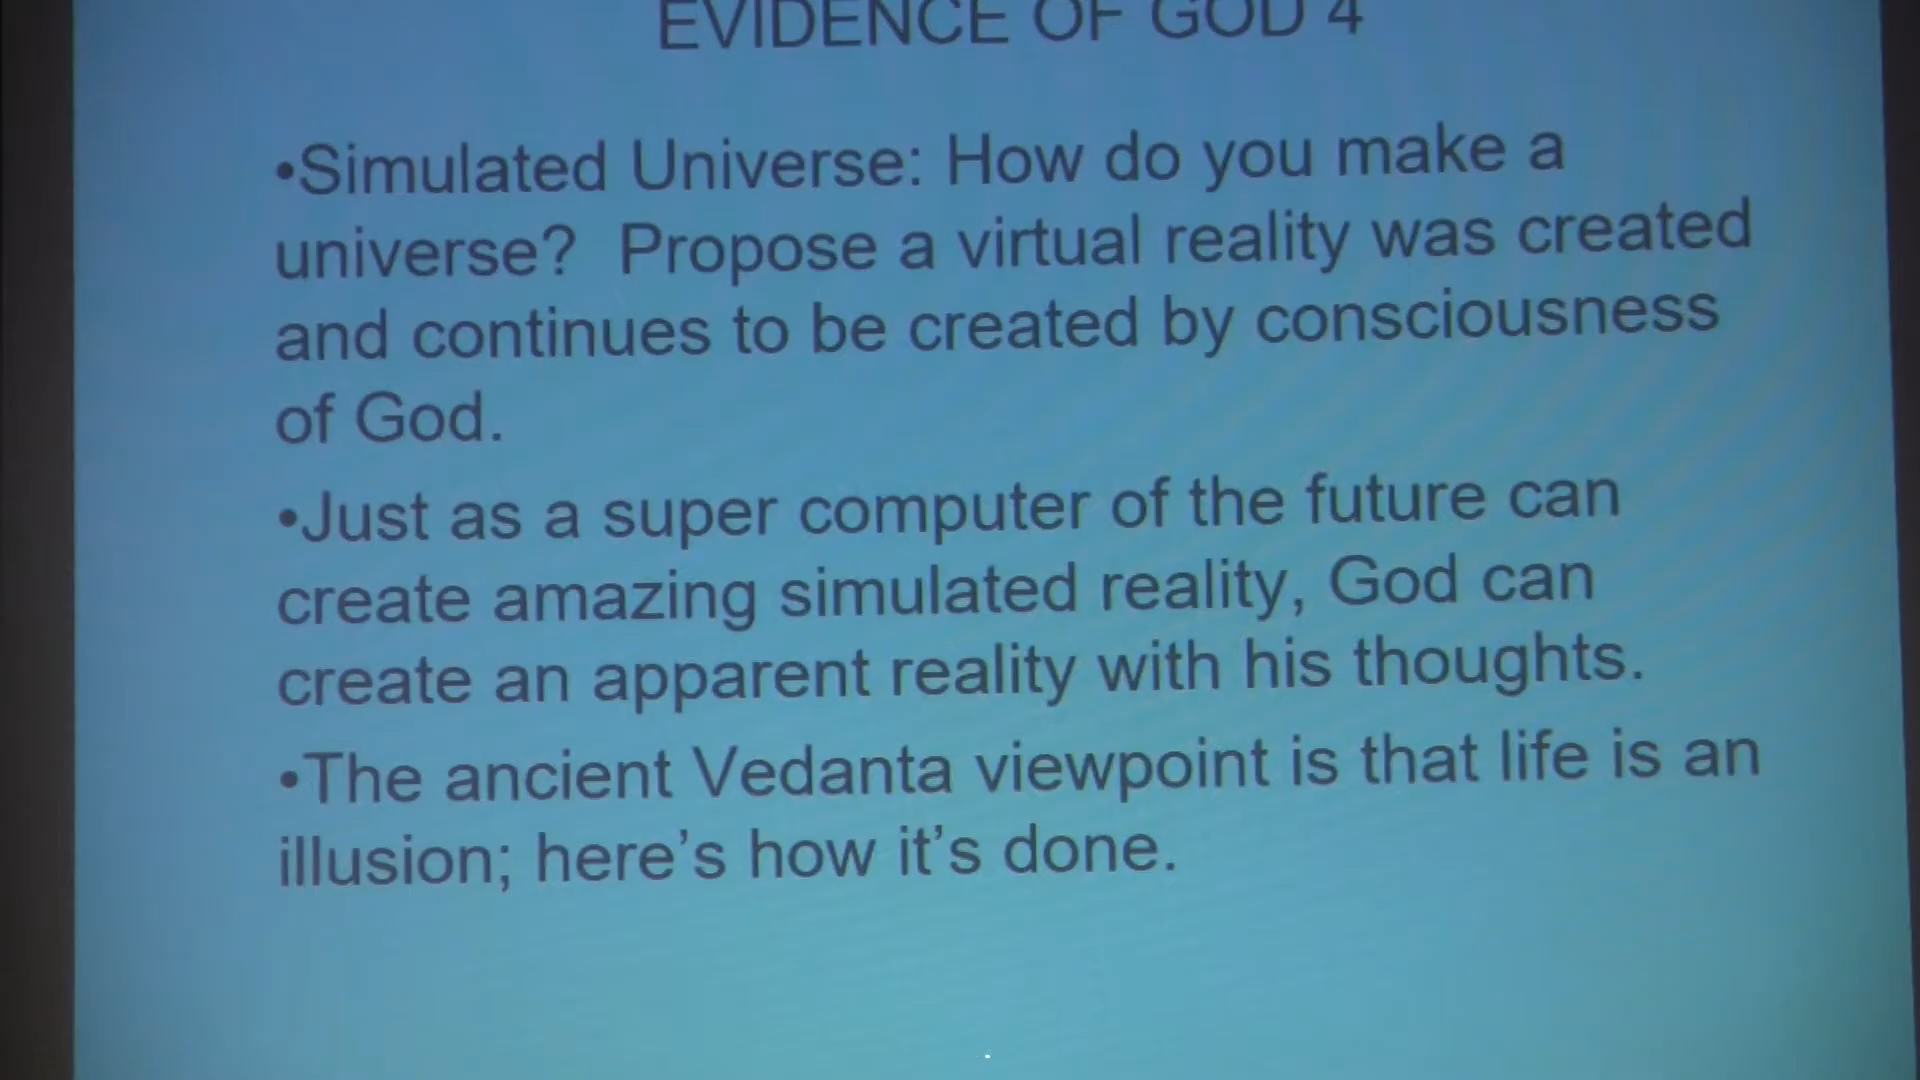 EVIDENCE OF GOD 4
•Simulated Universe: How do you make a
universe?  Propose a virtual reality was created
and continues to be created by consciousness
of God.
•Just as a super computer of the future can
create amazing simulated reality, God can
create an apparent reality with his thoughts.
•The ancient Vedanta viewpoint is that life is an
illusion; here’s how it’s done.